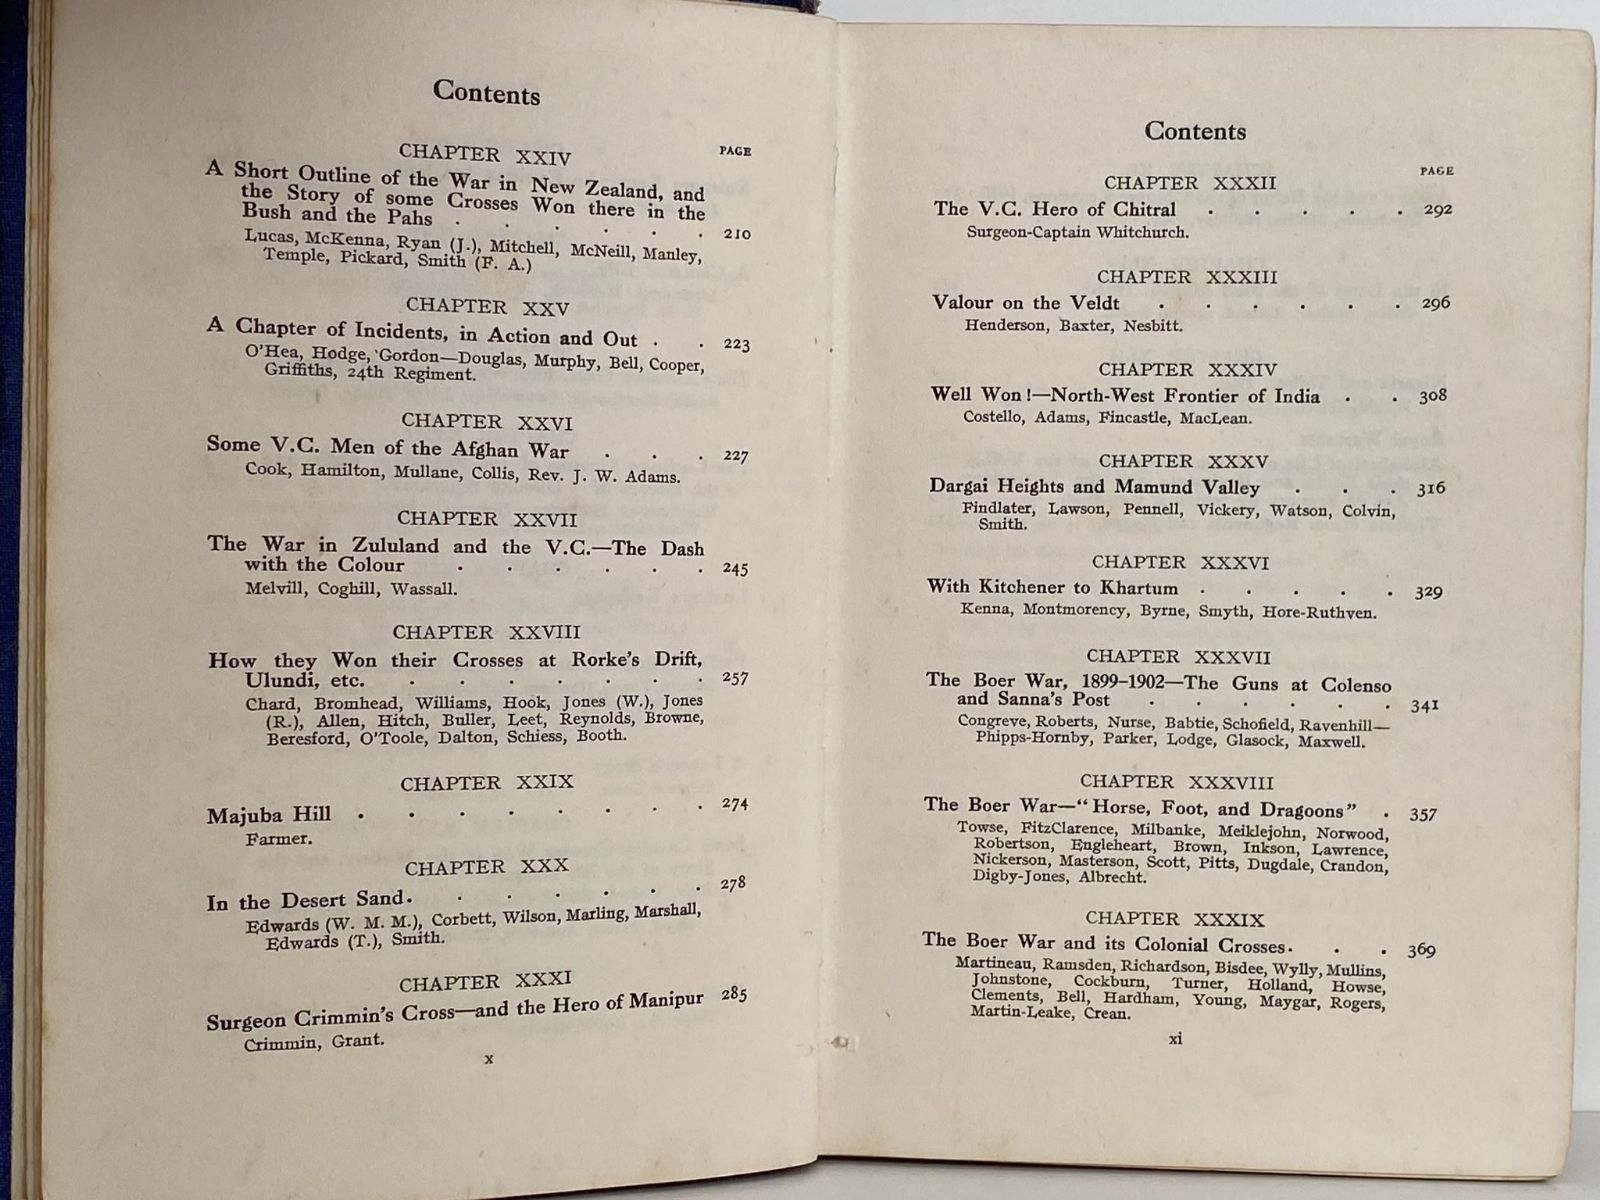 Contents
PAGE
CHAPTER XXIV
A Short Outline of the War in New Zealand, and
the Story of some Crosses Won there in the
Bush and the Pahs . . . . . . 210
Lucas, McKenna, Ryan (J.), Mitchell, McNeill, Manley,
Temple, Pickard, Smith (F. A.)
CHAPTER XXV
A Chapter of Incidents, in Action and Out . . 223
O'Hea, Hodge, Gordon—Douglas, Murphy, Bell, Cooper,
Griffiths, 24th Regiment.
CHAPTER XXVI
Some V.C. Men of the Afghan War . . . 227
Cook, Hamilton, Mullane, Collis, Rev. J. W. Adams.
CHAPTER XXVII
The War in Zululand and the V.C.—The Dash
with the Colour . . . . . . 245
Melvill, Coghill, Wassall.
CHAPTER XXVIII
How they Won their Crosses at Rorke's Drift,
Ulundi, etc. . . . . . . . 257
Chard, Bromhead, Williams, Hook, Jones (W.), Jones
(R.), Allen, Hitch, Buller, Leet, Reynolds, Browne,
Beresford, O'Toole, Dalton, Schiess, Booth.
CHAPTER XXIX
Majuba Hill . . . . . . . . 274
Farmer.
CHAPTER XXX
In the Desert Sand . . . . . . . 278
Edwards (W. M. M.), Corbett, Wilson, Marling, Marshall,
Edwards (T.), Smith.
CHAPTER XXXI
Surgeon Crimmin's Cross—and the Hero of Manipur 285
Crimmin, Grant.
x
Contents
PAGE
CHAPTER XXXII
The V.C. Hero of Chitral . . . . . 292
Surgeon-Captain Whitchurch.
CHAPTER XXXIII
Valour on the Veldt . . . . . . 296
Henderson, Baxter, Nesbitt.
CHAPTER XXXIV
Well Won!—North-West Frontier of India . . 308
Costello, Adams, Fincastle, MacLean.
CHAPTER XXXV
Dargai Heights and Mamund Valley . . . 316
Findlater, Lawson, Pennell, Vickery, Watson, Colvin,
Smith.
CHAPTER XXXVI
With Kitchener to Khartum . . . . . 329
Kenna, Montmorency, Byrne, Smyth, Hore-Ruthven.
CHAPTER XXXVII
The Boer War, 1899-1902—The Guns at Colenso
and Sanna's Post . . . . . . 341
Congreve, Roberts, Nurse, Babtie, Schofield, Ravenhill—
Phipps-Hornby, Parker, Lodge, Glasock, Maxwell.
CHAPTER XXXVIII
The Boer War—"Horse, Foot, and Dragoons" . 357
Towse, FitzClarence, Milbanke, Meiklejohn, Norwood,
Robertson, Engleheart, Brown, Inkson, Lawrence,
Nickerson, Masterson, Scott, Pitts, Dugdale, Crandon,
Digby-Jones, Albrecht.
CHAPTER XXXIX
The Boer War and its Colonial Crosses . . . 369
Martineau, Ramsden, Richardson, Bisdee, Wylly, Mullins,
Johnstone, Cockburn, Turner, Holland, Howse,
Clements, Bell, Hardham, Young, Maygar, Rogers,
Martin-Leake, Crean.
xi